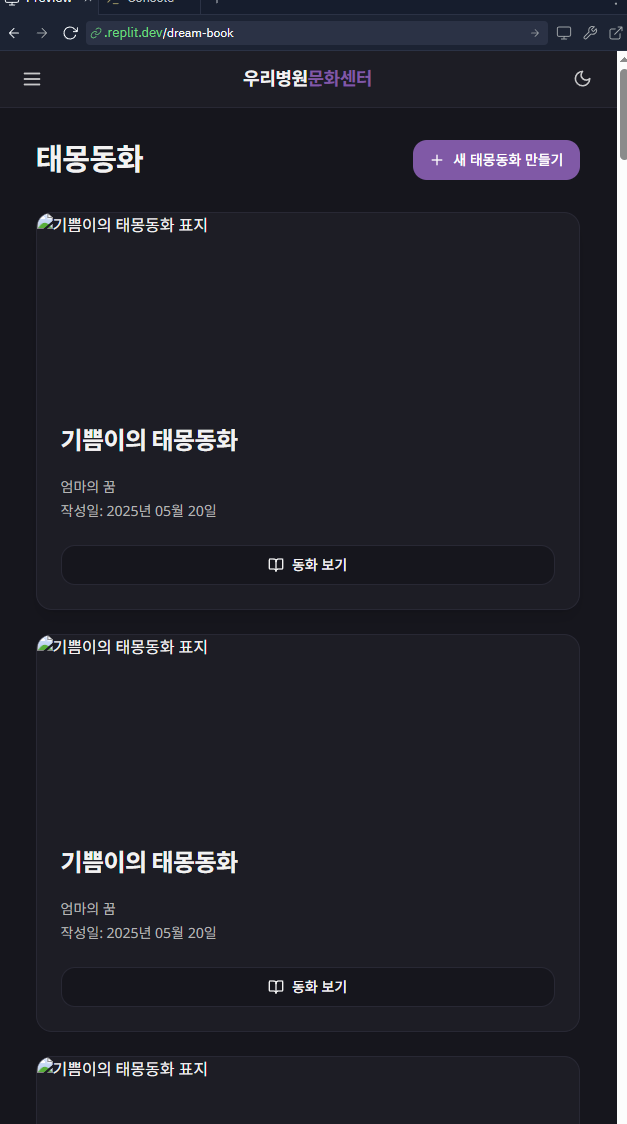 .replit.dev/dream-book
우리병원문화센터
태몽동화
새 태몽동화 만들기
기쁨이의 태몽동화 표지
기쁨이의 태몽동화
엄마의 꿈
작성일: 2025년 05월 20일
동화 보기
기쁨이의 태몽동화 표지
기쁨이의 태몽동화
엄마의 꿈
작성일: 2025년 05월 20일
동화 보기
기쁨이의 태몽동화 표지